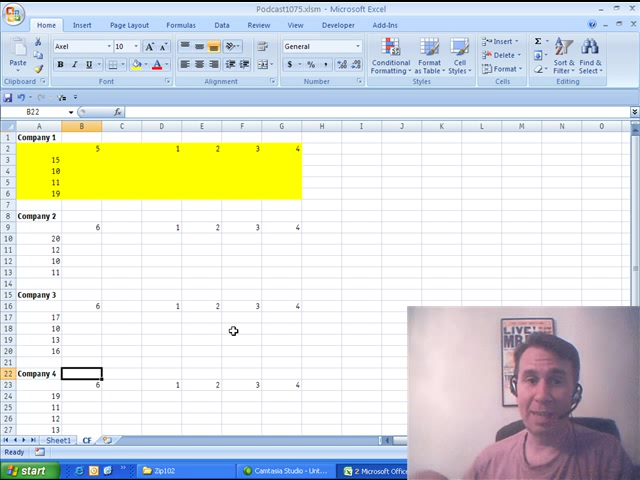 Podcast1075.xlsm - Microsoft Excel
Home Insert Page Layout Formulas Data Review View Developer Add-Ins
Paste
Axel 10 A A
B I U
General
$ % ,
Conditional Formatting Format as Table Cell Styles
Insert
Delete
Format
Σ
Sort & Filter Find & Select
Clipboard Font Alignment Number Styles Cells Editing
B22 fx
A B C D E F G H I J K L M N O
1 Company 1
2 5 1 2 3 4
3 15
4 10
5 11
6 19
7
8 Company 2
9 6 1 2 3 4
10 20
11 12
12 10
13 11
14
15 Company 3
16 6 1 2 3 4
17 17
18 10
19 13
20 16
21
22 Company 4
23 6 1 2 3 4
24 19
25 11
26 12
27 13
LIVE!
Sheet1 CF
Ready
start Zip102 Camtasia Studio - Unt... 2 Microsoft Office